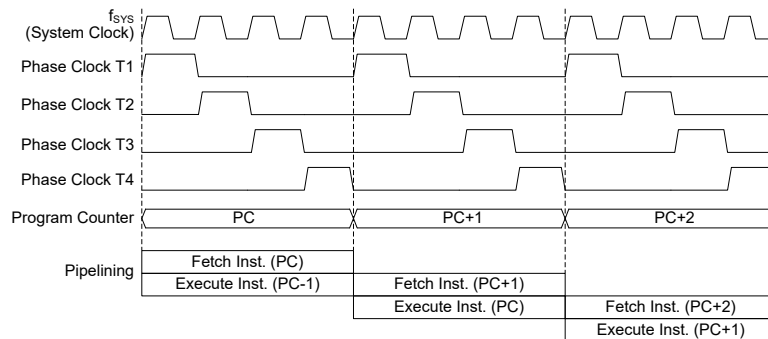 fSYS
(System Clock)
Phase Clock T1
Phase Clock T2
Phase Clock T3
Phase Clock T4
Program Counter PC PC+1 PC+2
Pipelining
Fetch Inst. (PC)
Execute Inst. (PC-1) Fetch Inst. (PC+1)
Execute Inst. (PC) Fetch Inst. (PC+2)
Execute Inst. (PC+1)